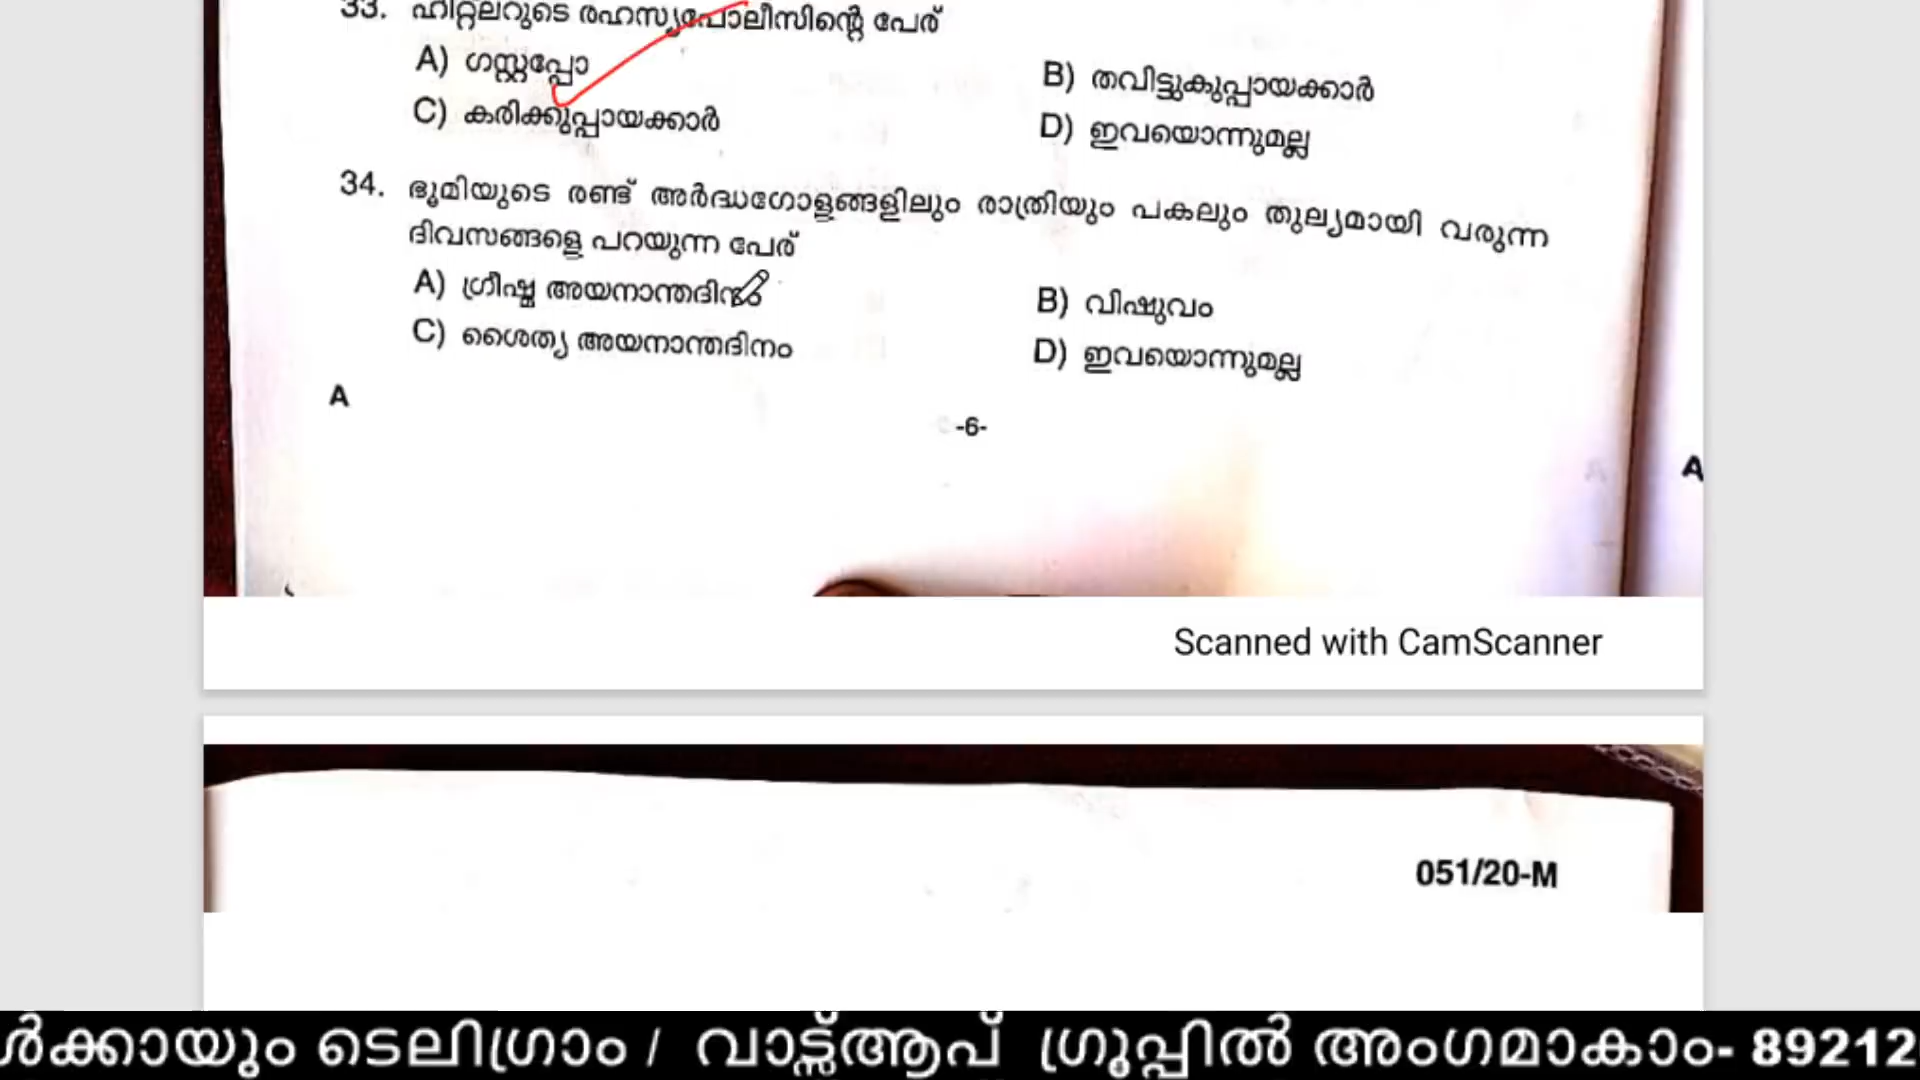 33. ഹിറ്റ്ലറുടെ രഹസ്യപോലീസിന്റെ പേര്
A) ഗസ്റ്റപ്പോ
B) തവിട്ടുകുപ്പായക്കാർ
C) കരിക്കുപ്പായക്കാർ
D) ഇവയൊന്നുമല്ല
34. ഭൂമിയുടെ രണ്ട് അർദ്ധഗോളങ്ങളിലും രാത്രിയും പകലും തുല്യമായി വരുന്ന
ദിവസങ്ങളെ പറയുന്ന പേര്
A) ഗ്രീഷ്മ അയനാന്തദിനം
B) വിഷുവം
C) ശൈത്യ അയനാന്തദിനം
D) ഇവയൊന്നുമല്ല
A
-6-
A
Scanned with CamScanner
051/20-M
ൾക്കായും ടെലിഗ്രാം / വാട്ട്സ്ആപ് ഗ്രൂപ്പിൽ അംഗമാകാം- 89212